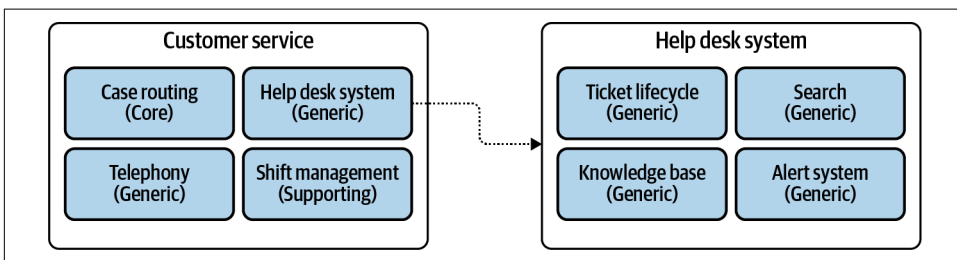 Customer service
Case routing
(Core)
Help desk system
(Generic)
Telephony
(Generic)
Shift management
(Supporting)
Help desk system
Ticket lifecycle
(Generic)
Search
(Generic)
Knowledge base
(Generic)
Alert system
(Generic)